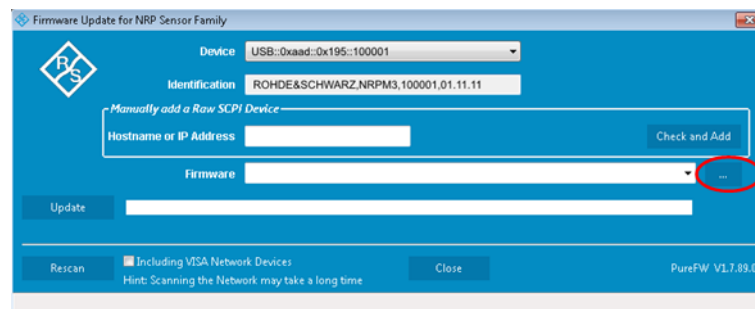 Firmware Update for NRP Sensor Family
R&S
Device USB::0xaad::0x195::100001
Identification ROHDE&SCHWARZ,NRPM3,100001,01.11.11
Manually add a Raw SCPI Device
Hostname or IP Address Check and Add
Firmware ...
Update
Rescan Including VISA Network Devices Close PureFW V1.7.89.0
Hint: Scanning the Network may take a long time